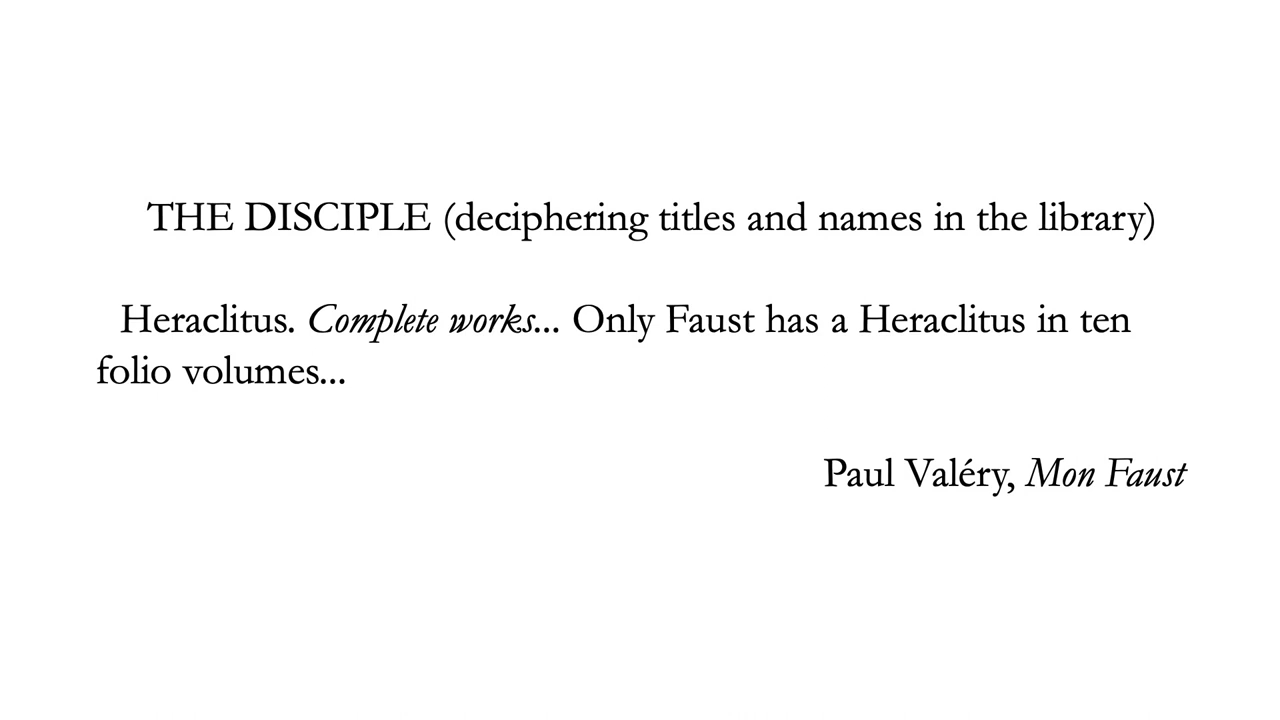 THE DISCIPLE (deciphering titles and names in the library)
Heraclitus. Complete works... Only Faust has a Heraclitus in ten
folio volumes...
Paul Valéry, Mon Faust